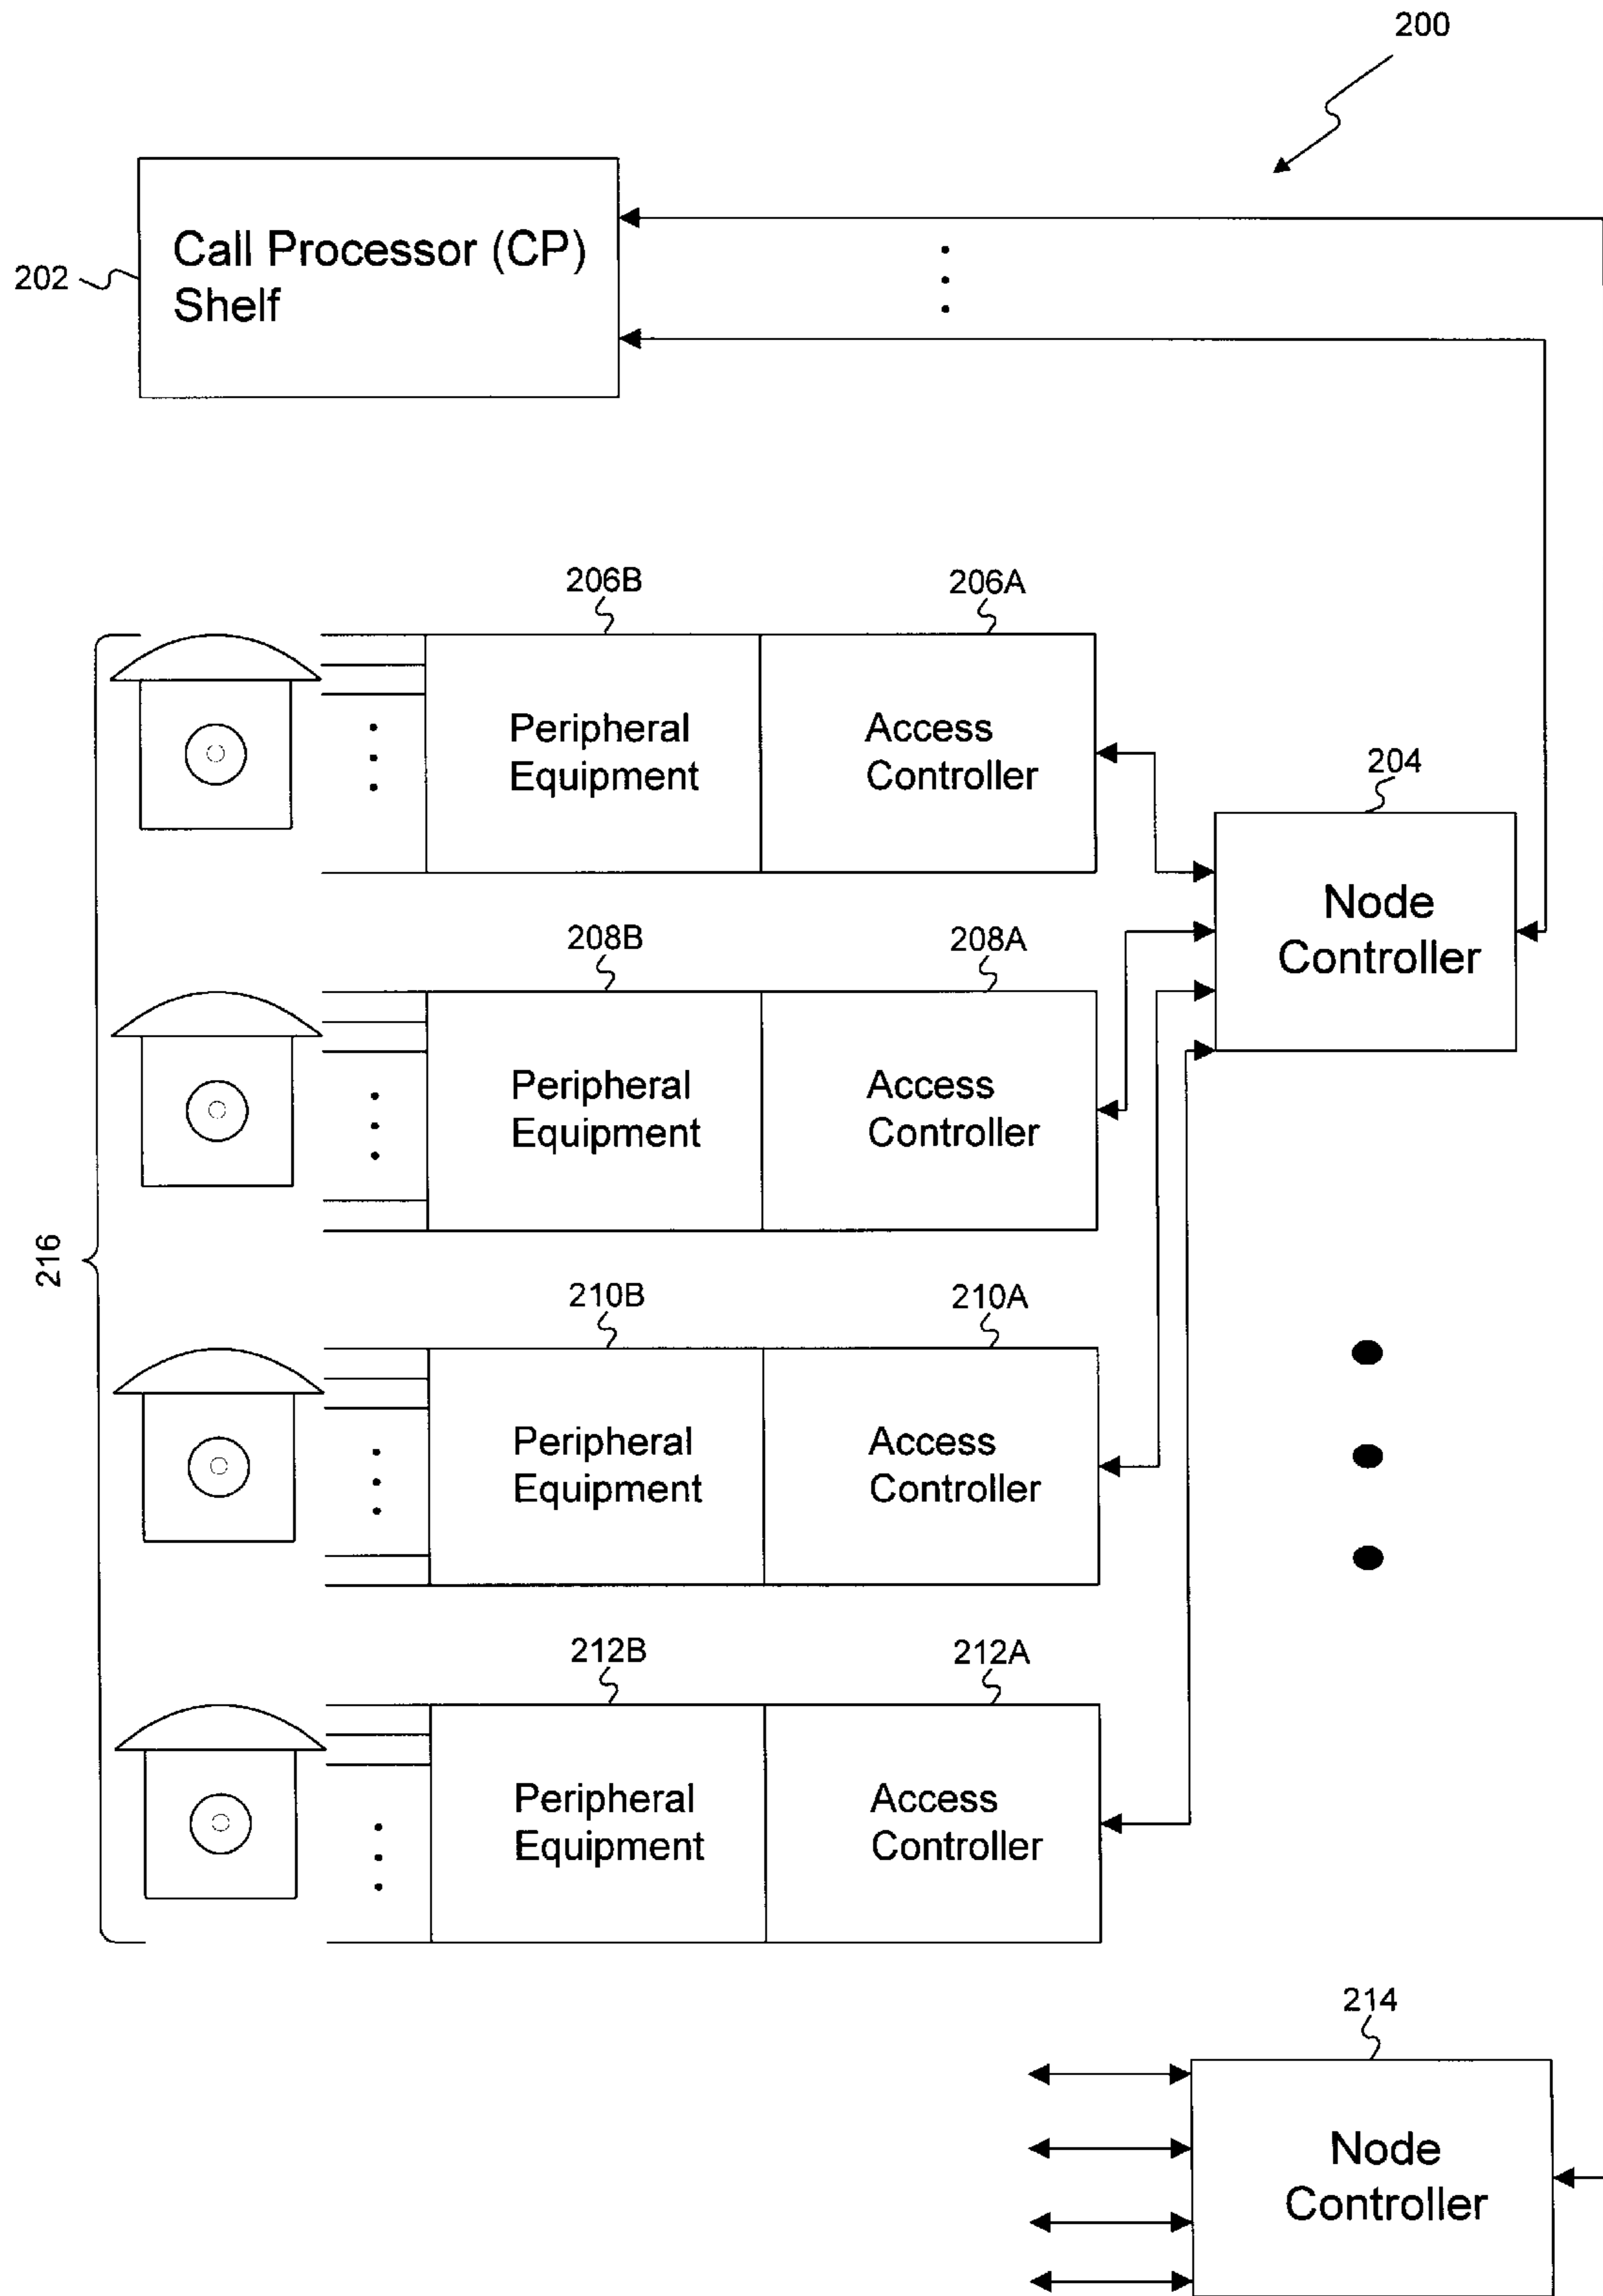 200
202
Call Processor (CP)
Shelf
206B
206A
Peripheral
Equipment
Access
Controller
204
Node
Controller
208B
208A
Peripheral
Equipment
Access
Controller
216
210B
210A
Peripheral
Equipment
Access
Controller
212B
212A
Peripheral
Equipment
Access
Controller
214
Node
Controller